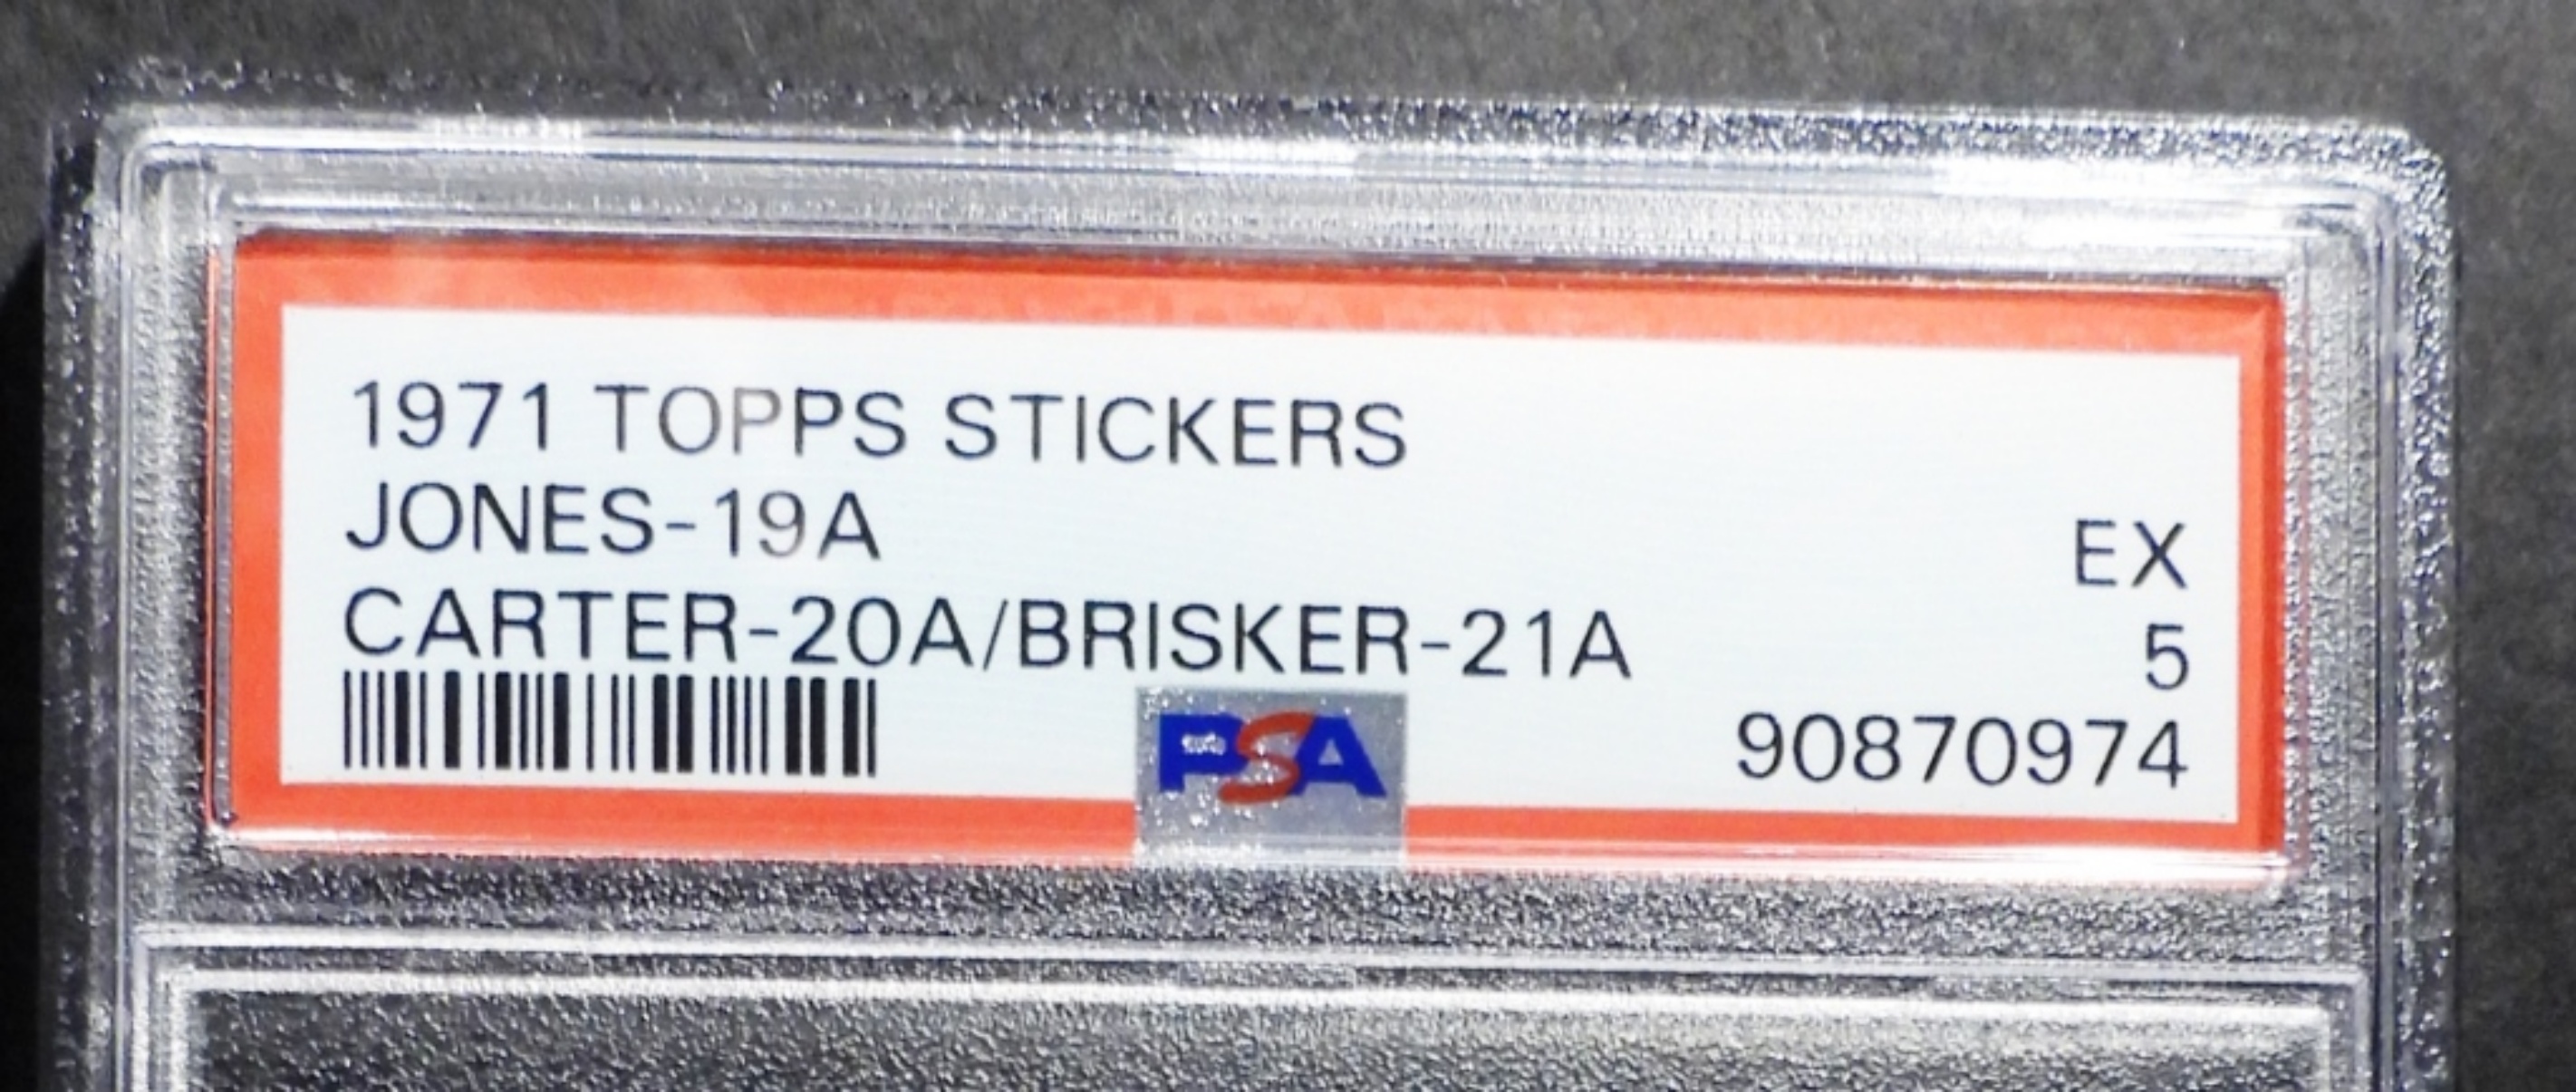 1971 TOPPS STICKERS
JONES-19A
EX
CARTER-20A/BRISKER-21A
5
PSA
90870974